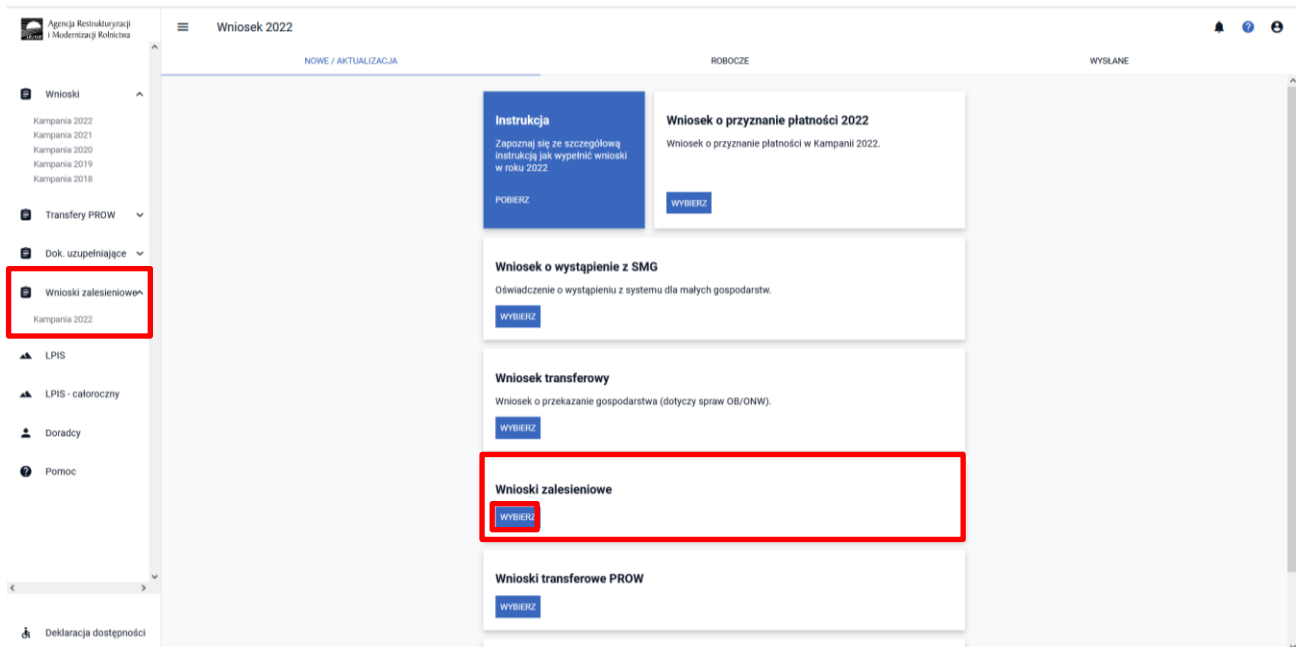 Agencja Restrukturyzacji
i Modernizacji Rolnictwa
Wniosek 2022
NOWE / AKTUALIZACJA
ROBOCZE
WYSŁANE
Wnioski
Kampania 2022
Kampania 2021
Kampania 2020
Kampania 2019
Kampania 2018
Transfery PROW
Dok. uzupełniające
Wnioski zalesieniowe
Kampania 2022
LPIS
LPIS - całoroczny
Doradcy
Pomoc
Deklaracja dostępności
Instrukcja
Zapoznaj się ze szczegółową
instrukcją jak wypełnić wnioski
w roku 2022
POBIERZ
Wniosek o przyznanie płatności 2022
Wniosek o przyznanie płatności w Kampanii 2022.
WYBIERZ
Wniosek o wystąpienie z SMG
Oświadczenie o wystąpieniu z systemu dla małych gospodarstw.
WYBIERZ
Wniosek transferowy
Wniosek o przekazanie gospodarstwa (dotyczy spraw OB/ONW).
WYBIERZ
Wnioski zalesieniowe
WYBIERZ
Wnioski transferowe PROW
WYBIERZ